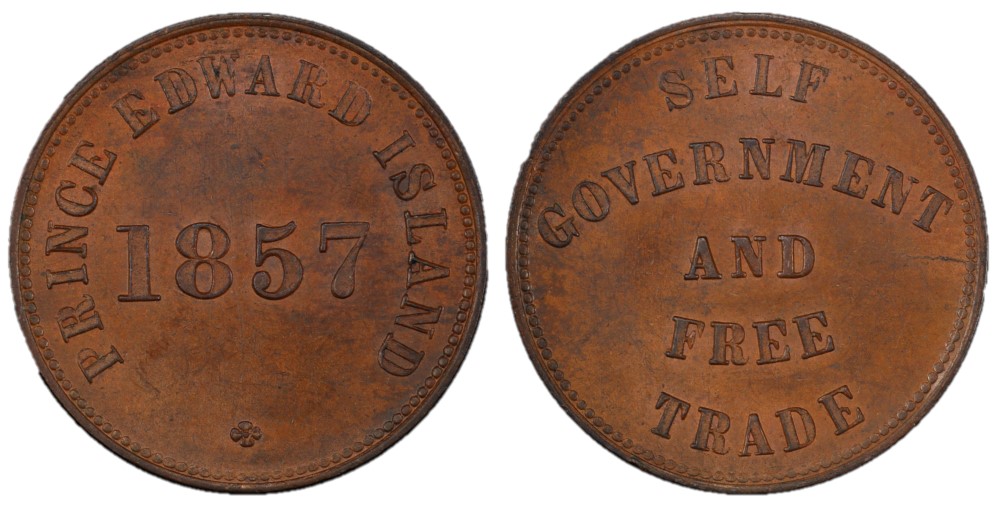 PRINCE EDWARD ISLAND
1857
SELF
GOVERNMENT
AND
FREE
TRADE